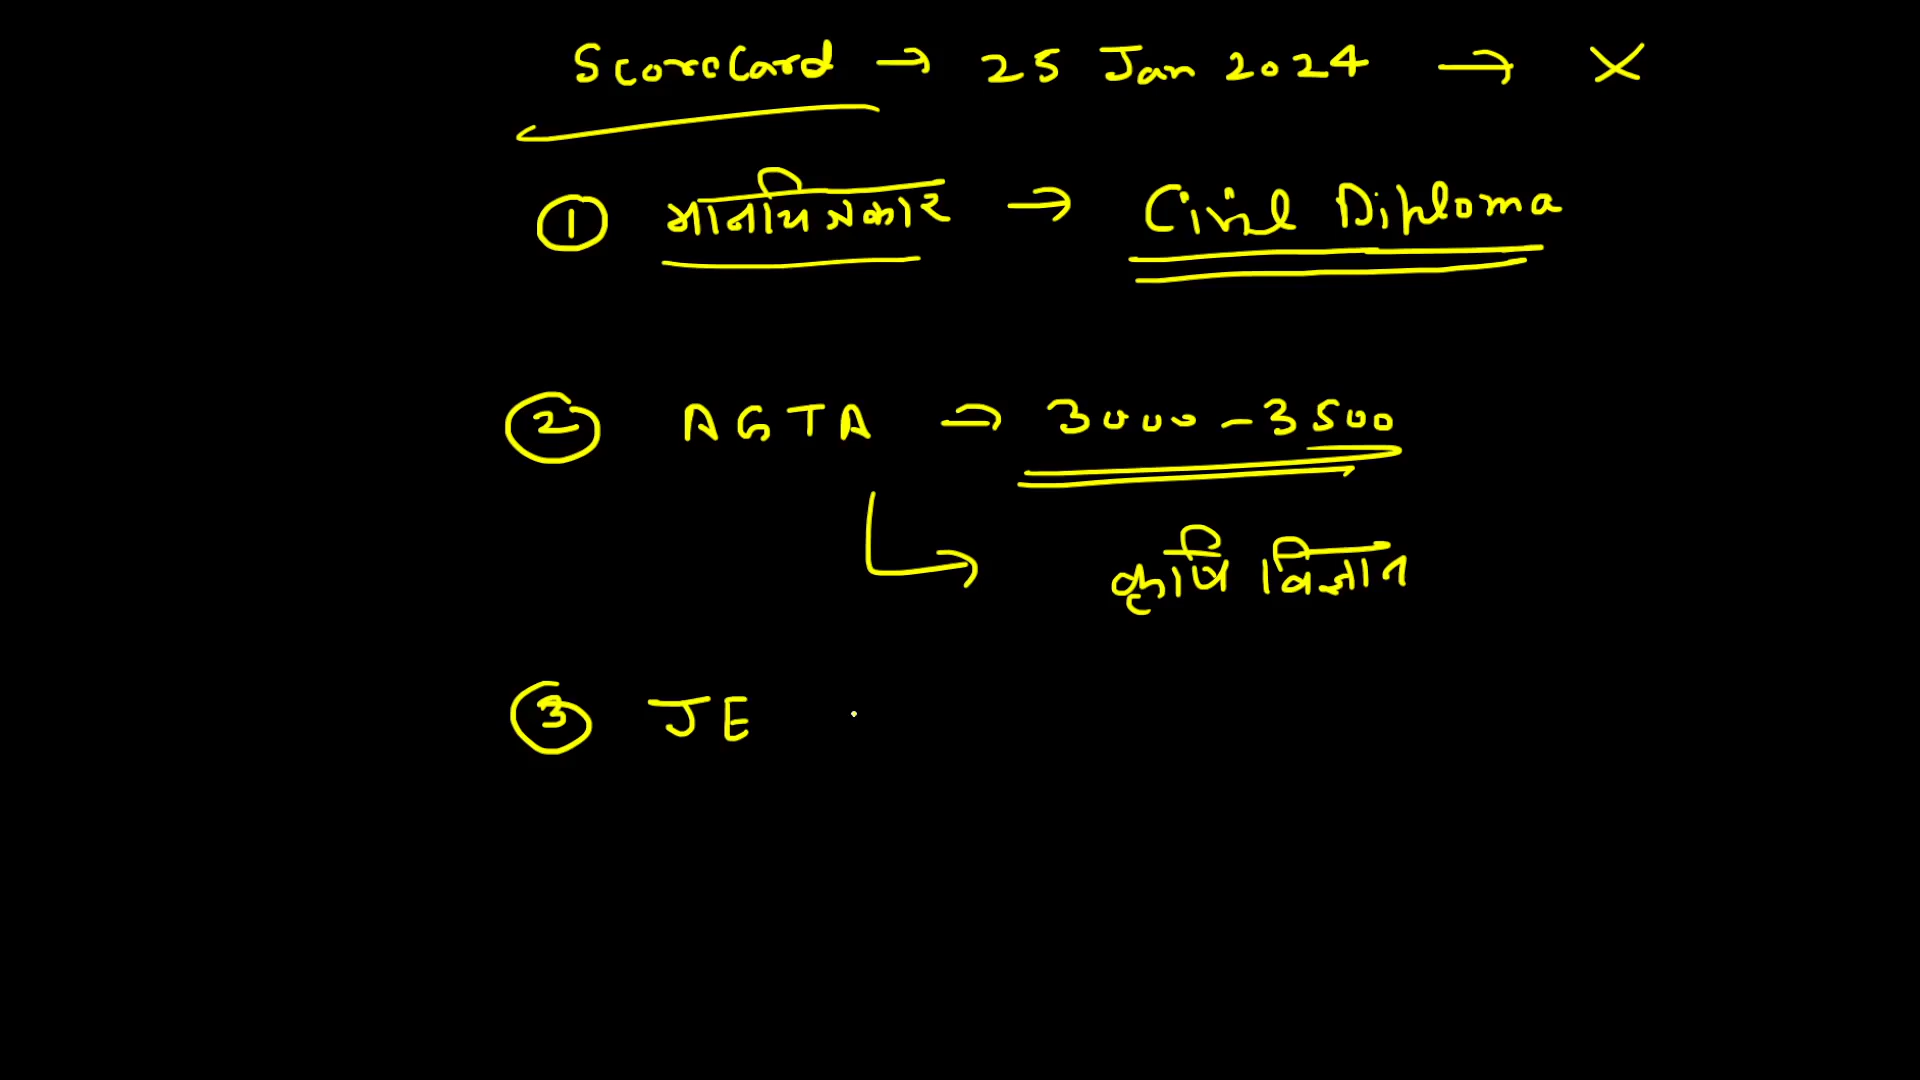 Scorecard → 25 Jan 2024 → X
① मानचित्रकार → Civil Diploma
② AGTA ⇒ 3000 - 3500
↳ कृषि विज्ञान
③ JE